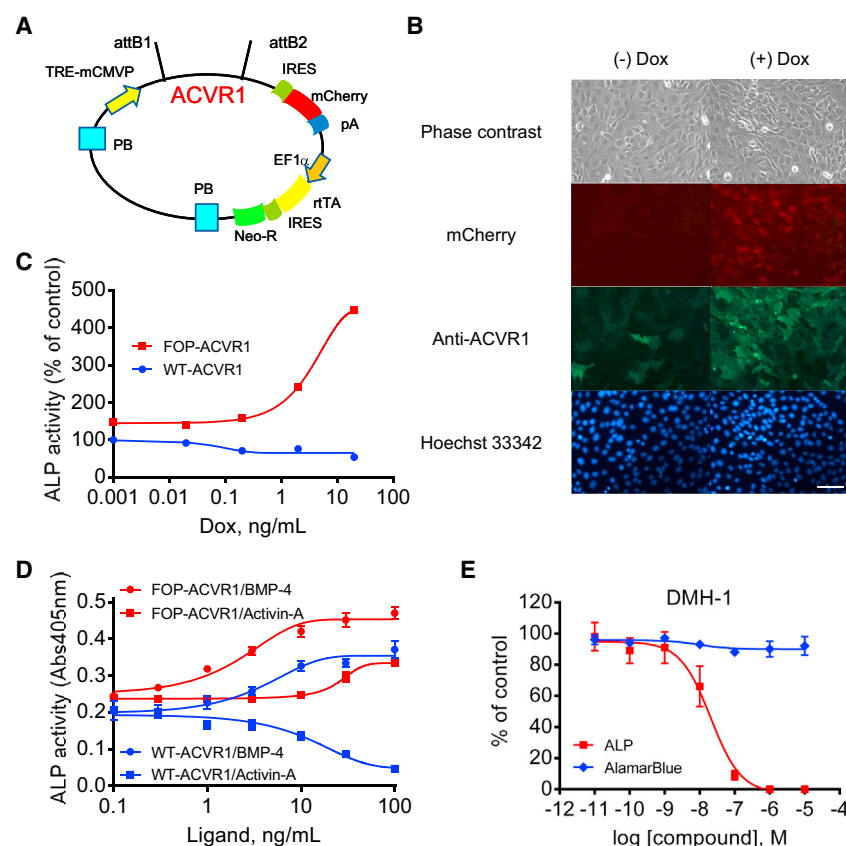 A
attB1
attB2
TRE-mCMVP
IRES
ACVR1
mCherry
pA
PB
EF1α
PB
rtTA
IRES
Neo-R
B
(-) Dox
(+) Dox
Phase contrast
mCherry
Anti-ACVR1
Hoechst 33342
C
ALP activity (% of control)
500
400
300
200
100
0
FOP-ACVR1
WT-ACVR1
0.001 0.01 0.1 1 10 100
Dox, ng/mL
D
ALP activity (Abs405nm)
0.5
0.4
0.3
0.2
0.1
0.0
FOP-ACVR1/BMP-4
FOP-ACVR1/Activin-A
WT-ACVR1/BMP-4
WT-ACVR1/Activin-A
0.1 1 10 100
Ligand, ng/mL
E
DMH-1
% of control
120
100
80
60
40
20
0
ALP
AlamarBlue
-12 -11 -10 -9 -8 -7 -6 -5 -4
log [compound], M